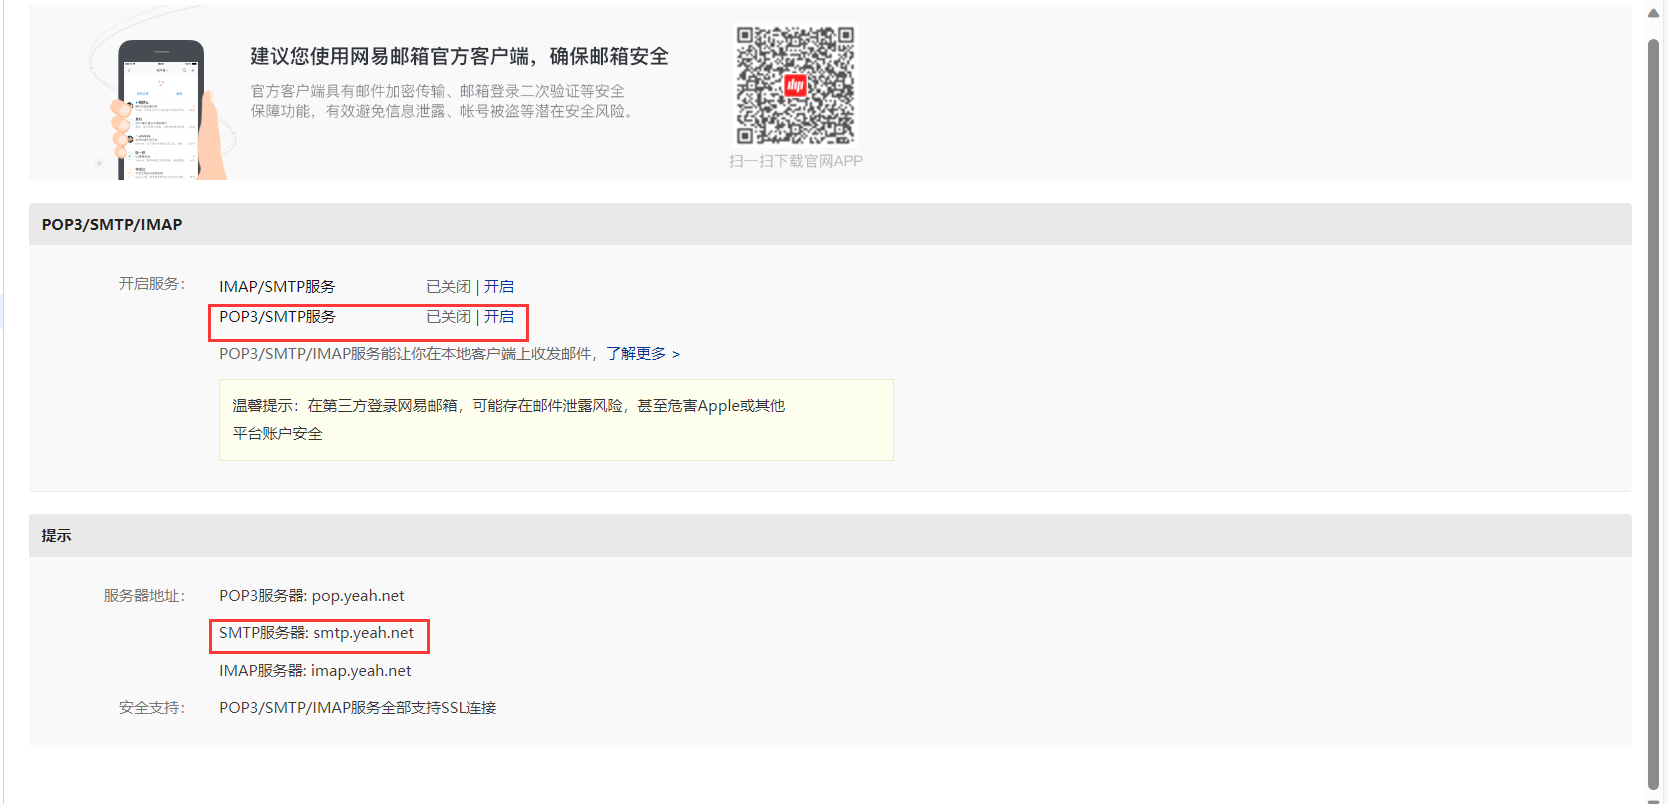 建议您使用网易邮箱官方客户端，确保邮箱安全
官方客户端具有邮件加密传输、邮箱登录二次验证等安全
保障功能，有效避免信息泄露、帐号被盗等潜在安全风险。
扫一扫下载官网APP
POP3/SMTP/IMAP
开启服务： IMAP/SMTP服务 已关闭 | 开启
POP3/SMTP服务 已关闭 | 开启
POP3/SMTP/IMAP服务能让你在本地客户端上收发邮件，了解更多 >
温馨提示：在第三方登录网易邮箱，可能存在邮件泄露风险，甚至危害Apple或其他
平台账户安全
提示
服务器地址： POP3服务器: pop.yeah.net
SMTP服务器: smtp.yeah.net
IMAP服务器: imap.yeah.net
安全支持： POP3/SMTP/IMAP服务全部支持SSL连接